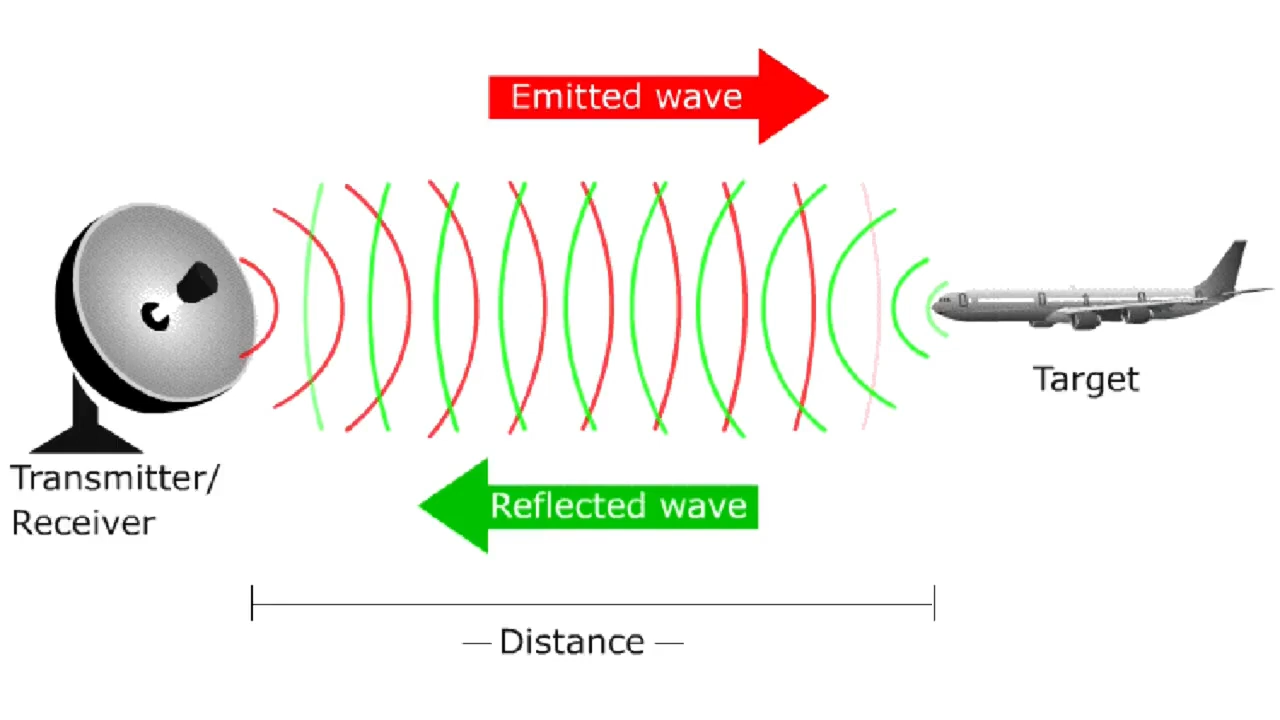 Emitted wave
Target
Transmitter/
Receiver
Reflected wave
— Distance —